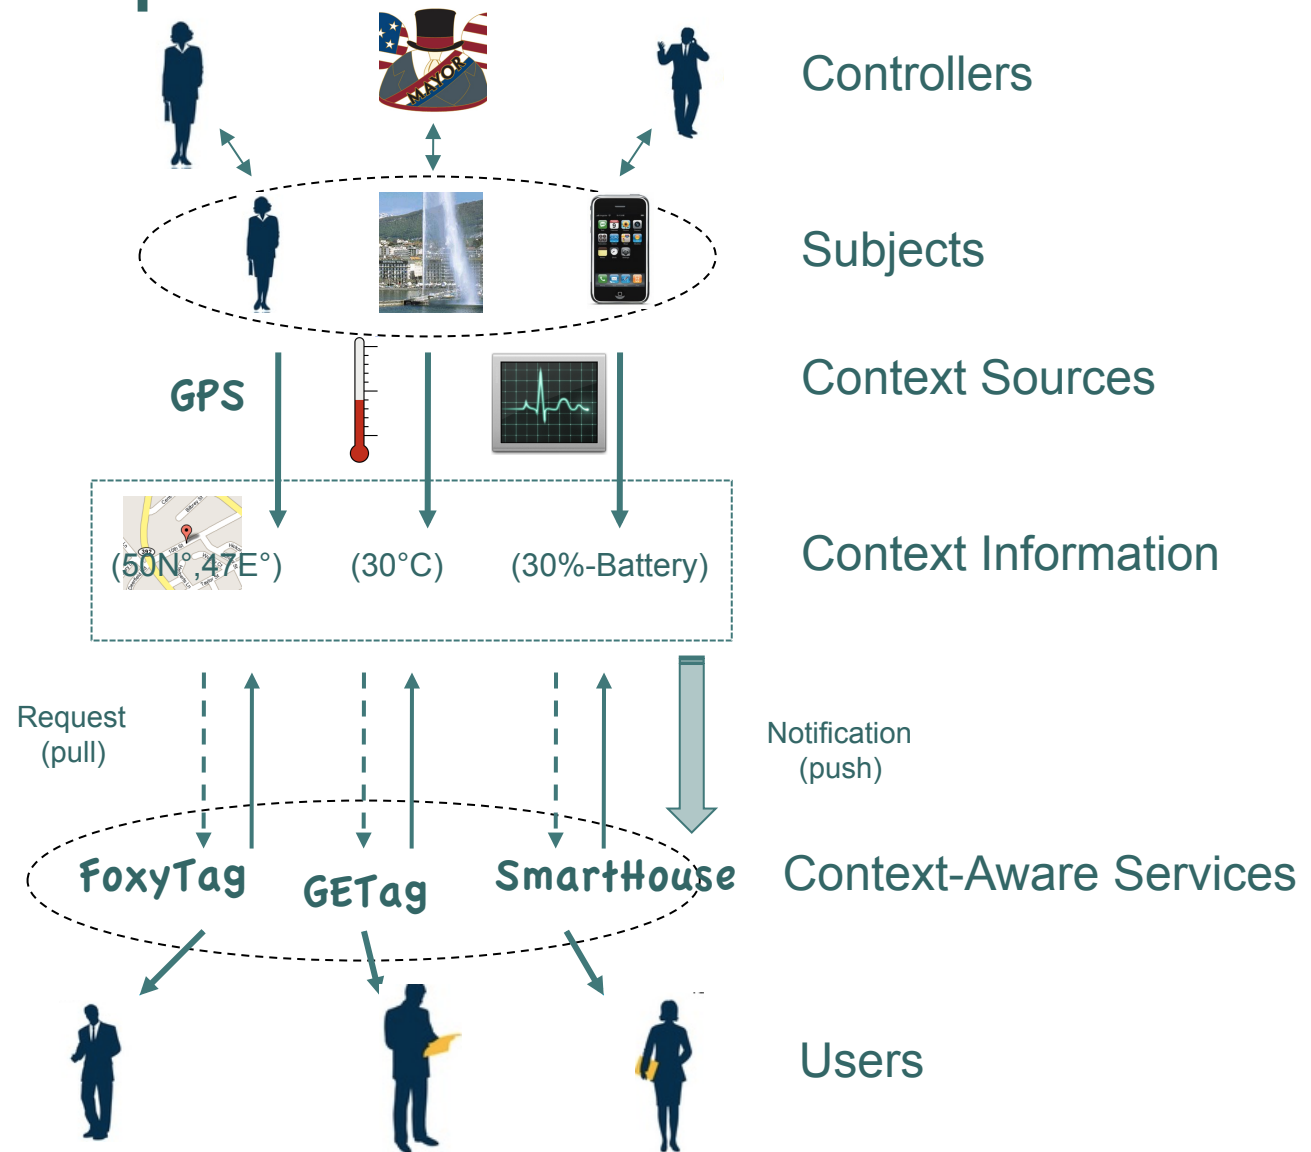 Controllers
MAYOR
Subjects
Context Sources
GPS
Context Information
(50N°,47E°)
(30°C)
(30%-Battery)
Request
(pull)
Notification
(push)
FoxyTag
GETag
SmartHouse
Context-Aware Services
Users